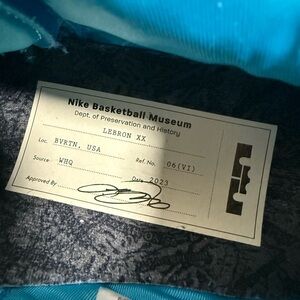 Nike Basketball Museum
Dept. of Preservation and History
LEBRON XX
Loc. BVRTN, USA
Source WHQ Ref. No. 06(VI)
Date 2023
Approved By